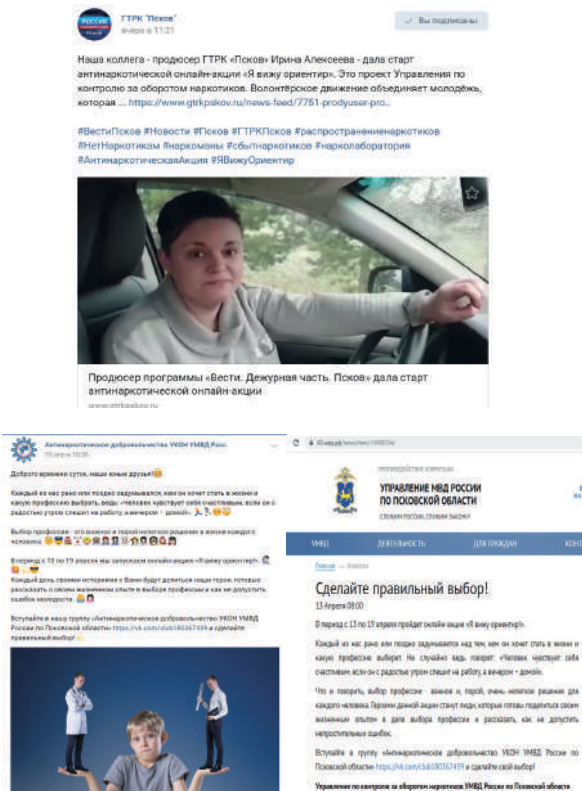 РОССИЯ
ПСКОВ
ГТРК "Псков"
вчера в 11:21
Вы подписаны
Наша коллега - продюсер ГТРК «Псков» Ирина Алексеева - дала старт
антинаркотической онлайн-акции «Я вижу ориентир». Это проект Управления по
контролю за оборотом наркотиков. Волонтёрское движение объединяет молодёжь,
которая ... https://www.gtrkpskov.ru/news-feed/7751-prodyuser-pro..
#ВестиПсков #Новости #Псков #ГТРКПсков #распространениенаркотиков
#НетНаркотикам #наркоманы #сбытнаркотиков #нарколаборатория
#АнтинаркотическаяАкция #ЯВижуОриентир
Продюсер программы «Вести. Дежурная часть. Псков» дала старт
антинаркотической онлайн-акции
www.gtrkpskov.ru
Антинаркотическое добровольчество УКОН УМВД Росс
10 апр в 10:36
Доброго времени суток, наши юные друзья!
Каждый из нас рано или поздно задумывался, кем он хочет стать в жизни и
какую профессию выбрать, ведь: «человек чувствует себя счастливым, если он с
радостью утром спешит на работу, а вечером – домой».
Выбор профессии - это важное и порой нелегкое решение в жизни каждого
человека.
В период с 13 по 19 апреля мы запускаем онлайн-акцию «Я вижу ориентир!».
Каждый день своими историями с Вами будут делиться наши герои, готовые
рассказать о своем жизненном опыте в выборе профессии и как не допустить
ошибок молодости.
Вступайте в нашу группу «Антинаркотическое добровольчество УКОН УМВД
России по Псковской области» https://vk.com/club180367439 и сделайте
правильный выбор!
УПРАВЛЕНИЕ МВД РОССИИ
ПО ПСКОВСКОЙ ОБЛАСТИ
СЛУЖИМ РОССИИ, СЛУЖИМ ЗАКОНУ!
УМВД ДЕЯТЕЛЬНОСТЬ ДЛЯ ГРАЖДАН КОНТ
Новости
Сделайте правильный выбор!
13 Апреля 08:00
В период с 13 по 19 апреля пройдет онлайн-акция «Я вижу ориентир!».
Каждый из нас рано или поздно задумывается над тем, кем он хочет стать в жизни и
какую профессию выберет. Не случайно ведь говорят: «Человек чувствует себя
счастливым, если он с радостью утром спешит на работу, а вечером – домой».
Что и говорить, выбор профессии - важное и, порой, очень нелегкое решение для
каждого человека. Героями данной акции станут люди, которые готовы поделиться своим
жизненным опытом в деле выбора профессии и рассказать, как не допустить
непростительных ошибок.
Вступайте в группу «Антинаркотическое добровольчество УКОН УМВД России по
Псковской области» https://vk.com/club180367439 и сделайте свой выбор!
Управление по контролю за оборотом наркотиков УМВД России по Псковской области